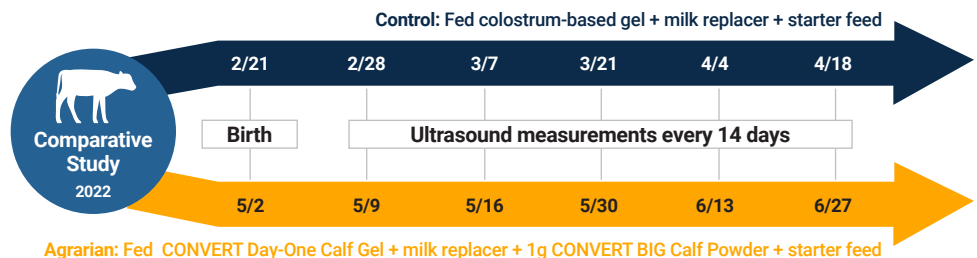 Control: Fed colostrum-based gel + milk replacer + starter feed
2/21 2/28 3/7 3/21 4/4 4/18
Comparative
Study
2022
Birth Ultrasound measurements every 14 days
5/2 5/9 5/16 5/30 6/13 6/27
Agrarian: Fed CONVERT Day-One Calf Gel + milk replacer + 1g CONVERT BIG Calf Powder + starter feed